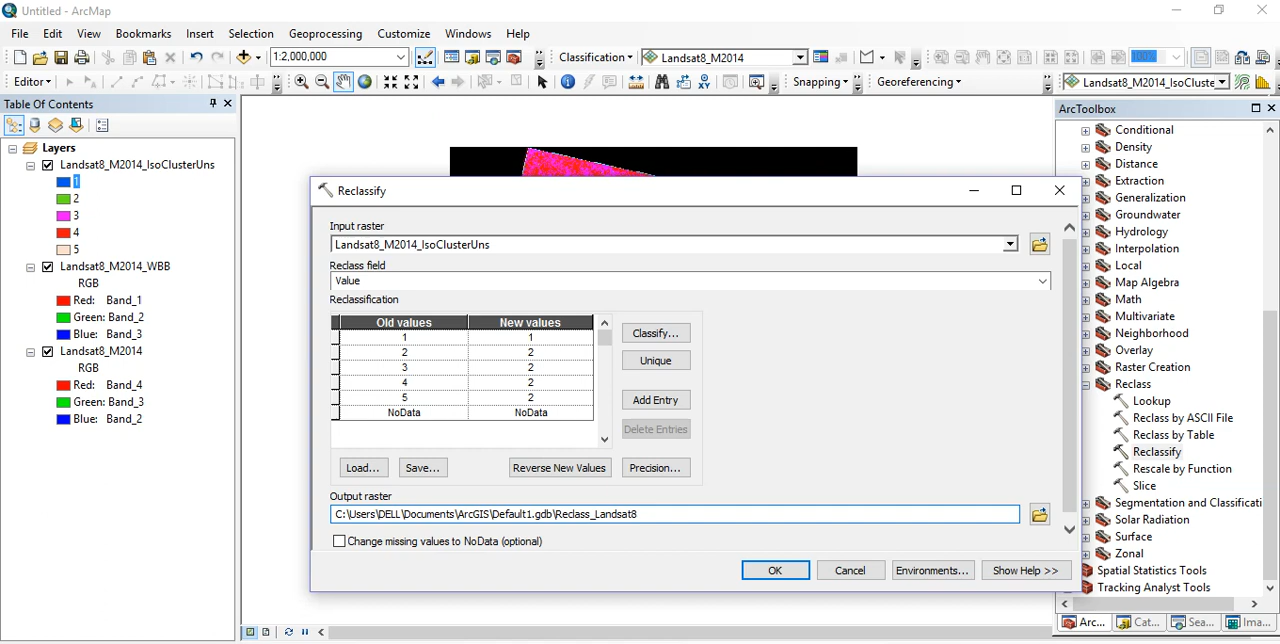 Untitled - ArcMap
File Edit View Bookmarks Insert Selection Geoprocessing Customize Windows Help
1:2,000,000 Classification Landsat8_M2014 100%
Editor Snapping Georeferencing Landsat8_M2014_IsoCluste
Table Of Contents
Layers
Landsat8_M2014_IsoClusterUns
1
2
3
4
5
Landsat8_M2014_WBB
RGB
Red: Band_1
Green: Band_2
Blue: Band_3
Landsat8_M2014
RGB
Red: Band_4
Green: Band_3
Blue: Band_2
Reclassify
Input raster
Landsat8_M2014_IsoClusterUns
Reclass field
Value
Reclassification
Old values New values
1 1
2 2
3 2
4 2
5 2
NoData NoData
Classify...
Unique
Add Entry
Delete Entries
Load... Save... Reverse New Values Precision...
Output raster
C:\Users\DELL\Documents\ArcGIS\Default1.gdb\Reclass_Landsat8
Change missing values to NoData (optional)
OK Cancel Environments... Show Help >>
ArcToolbox
Conditional
Density
Distance
Extraction
Generalization
Groundwater
Hydrology
Interpolation
Local
Map Algebra
Math
Multivariate
Neighborhood
Overlay
Raster Creation
Reclass
Lookup
Reclass by ASCII File
Reclass by Table
Reclassify
Rescale by Function
Slice
Segmentation and Classificati
Solar Radiation
Surface
Zonal
Spatial Statistics Tools
Tracking Analyst Tools
Arc... Cat... Sea... Ima...